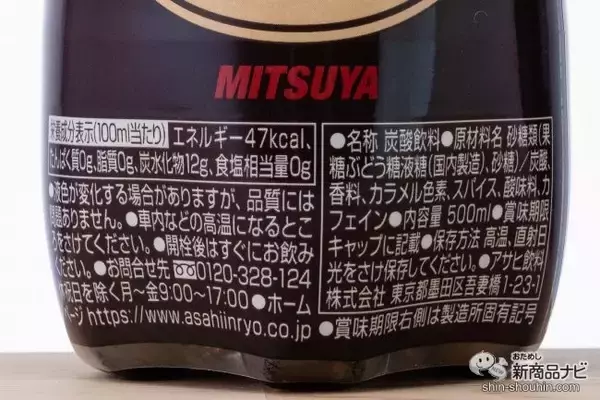 MITSUYA
栄養成分表示(100ml当たり) エネルギー47kcal、
たんぱく質0g、脂質0g、炭水化物12g、食塩相当量0g
●液色が変化する場合がありますが、品質には
問題ありません。●車内などの高温になるとこ
ろをさけてください。●開栓後はすぐにお飲み
ください。●お問合せ先 0120-328-124
休祝日を除く月~金9:00~17:00●ホーム
ページhttps://www.asahiinryo.co.jp
●名称 炭酸飲料●原材料名 砂糖類(果
糖ぶどう糖液糖(国内製造)、砂糖)/炭酸、
香料、カラメル色素、スパイス、酸味料、カ
フェイン●内容量 500ml●賞味期限
キャップに記載●保存方法 高温、直射日
光をさけ保存してください。●アサヒ飲料
株式会社 東京都墨田区吾妻橋1-23-1
●賞味期限右側は製造所固有記号
おためし
新商品ナビ
shin-shouhin.com